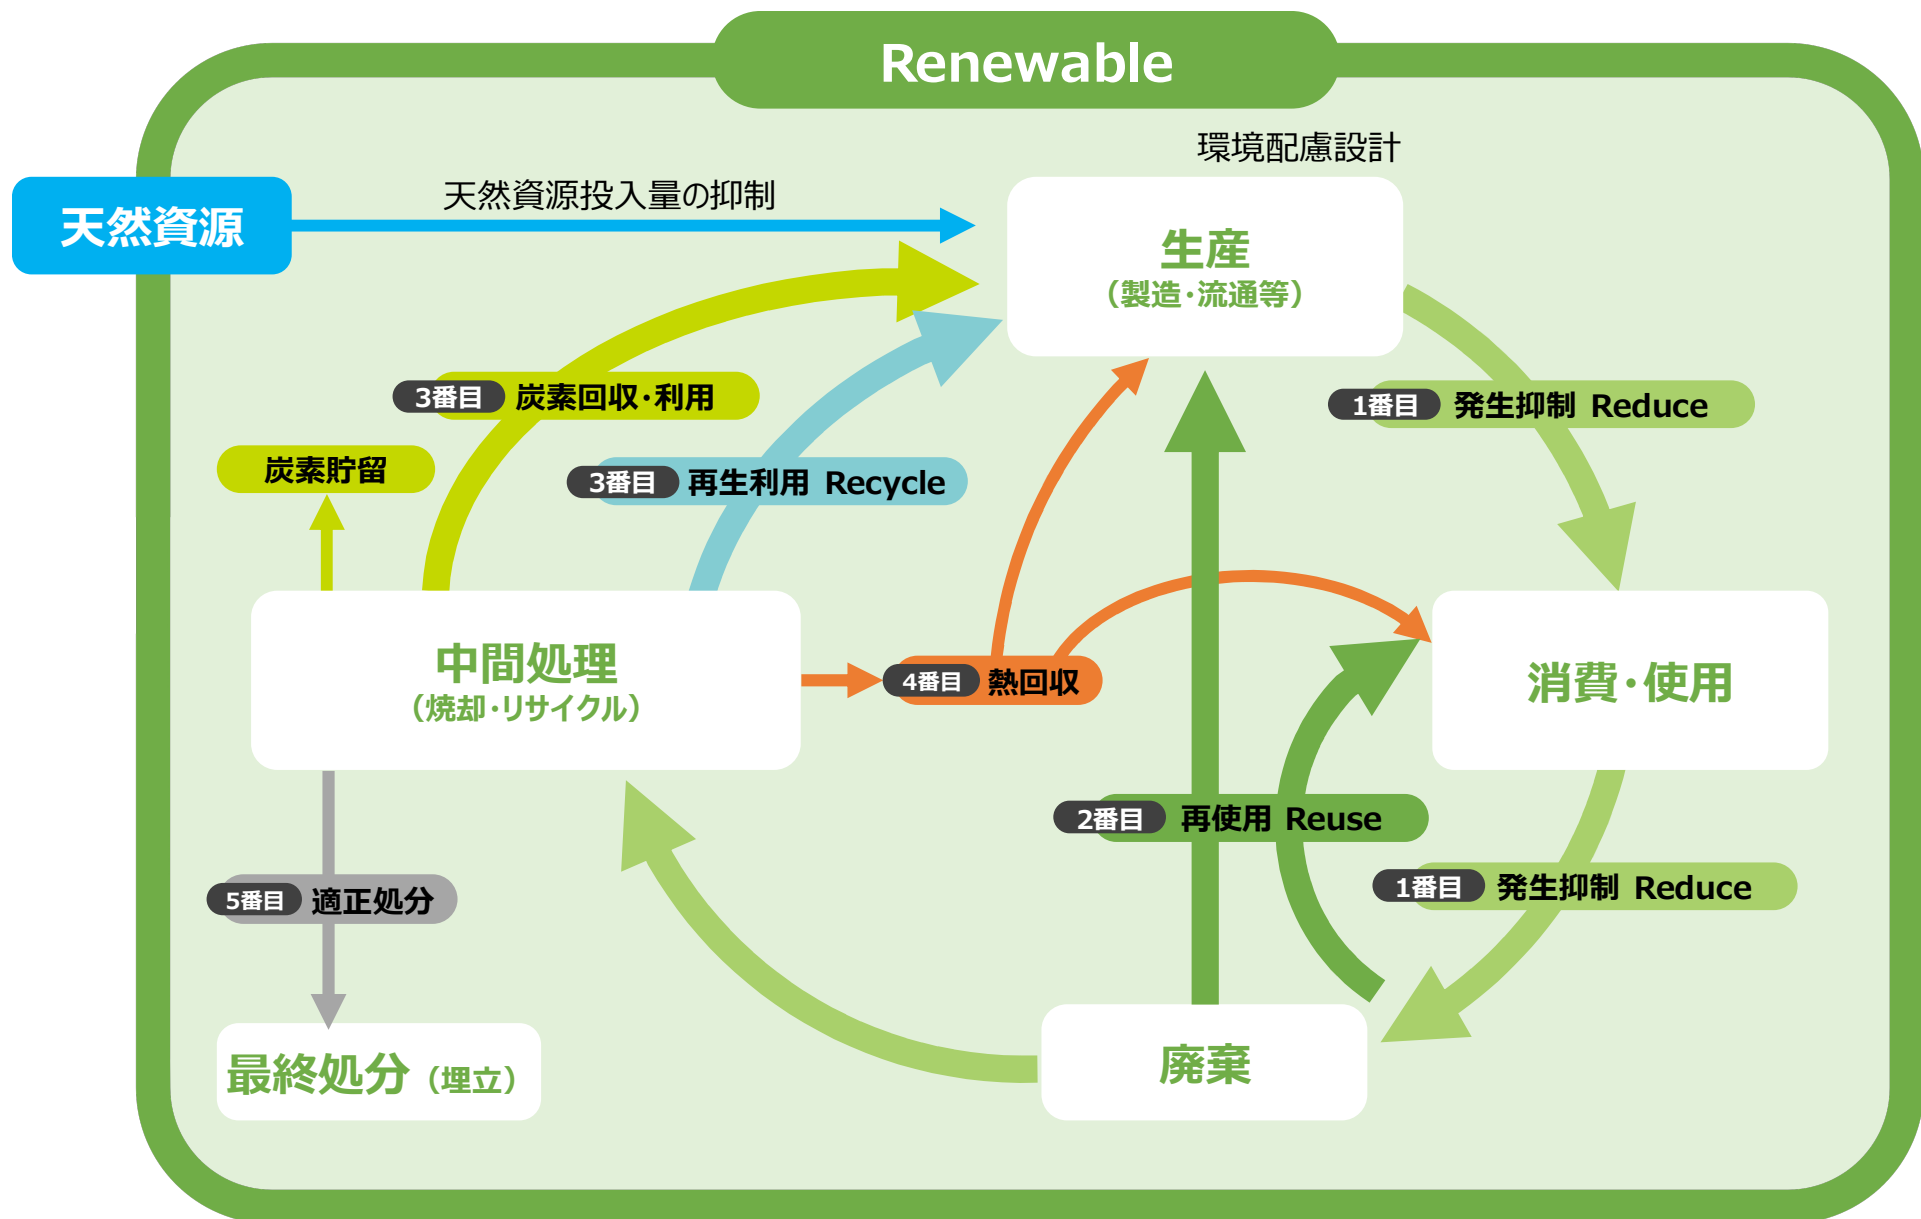 Renewable
環境配慮設計
天然資源
天然資源投入量の抑制
生産
（製造・流通等）
3番目 炭素回収・利用
1番目 発生抑制 Reduce
炭素貯留
3番目 再生利用 Recycle
中間処理
（焼却・リサイクル）
4番目 熱回収
消費・使用
2番目 再使用 Reuse
1番目 発生抑制 Reduce
5番目 適正処分
最終処分（埋立）
廃棄